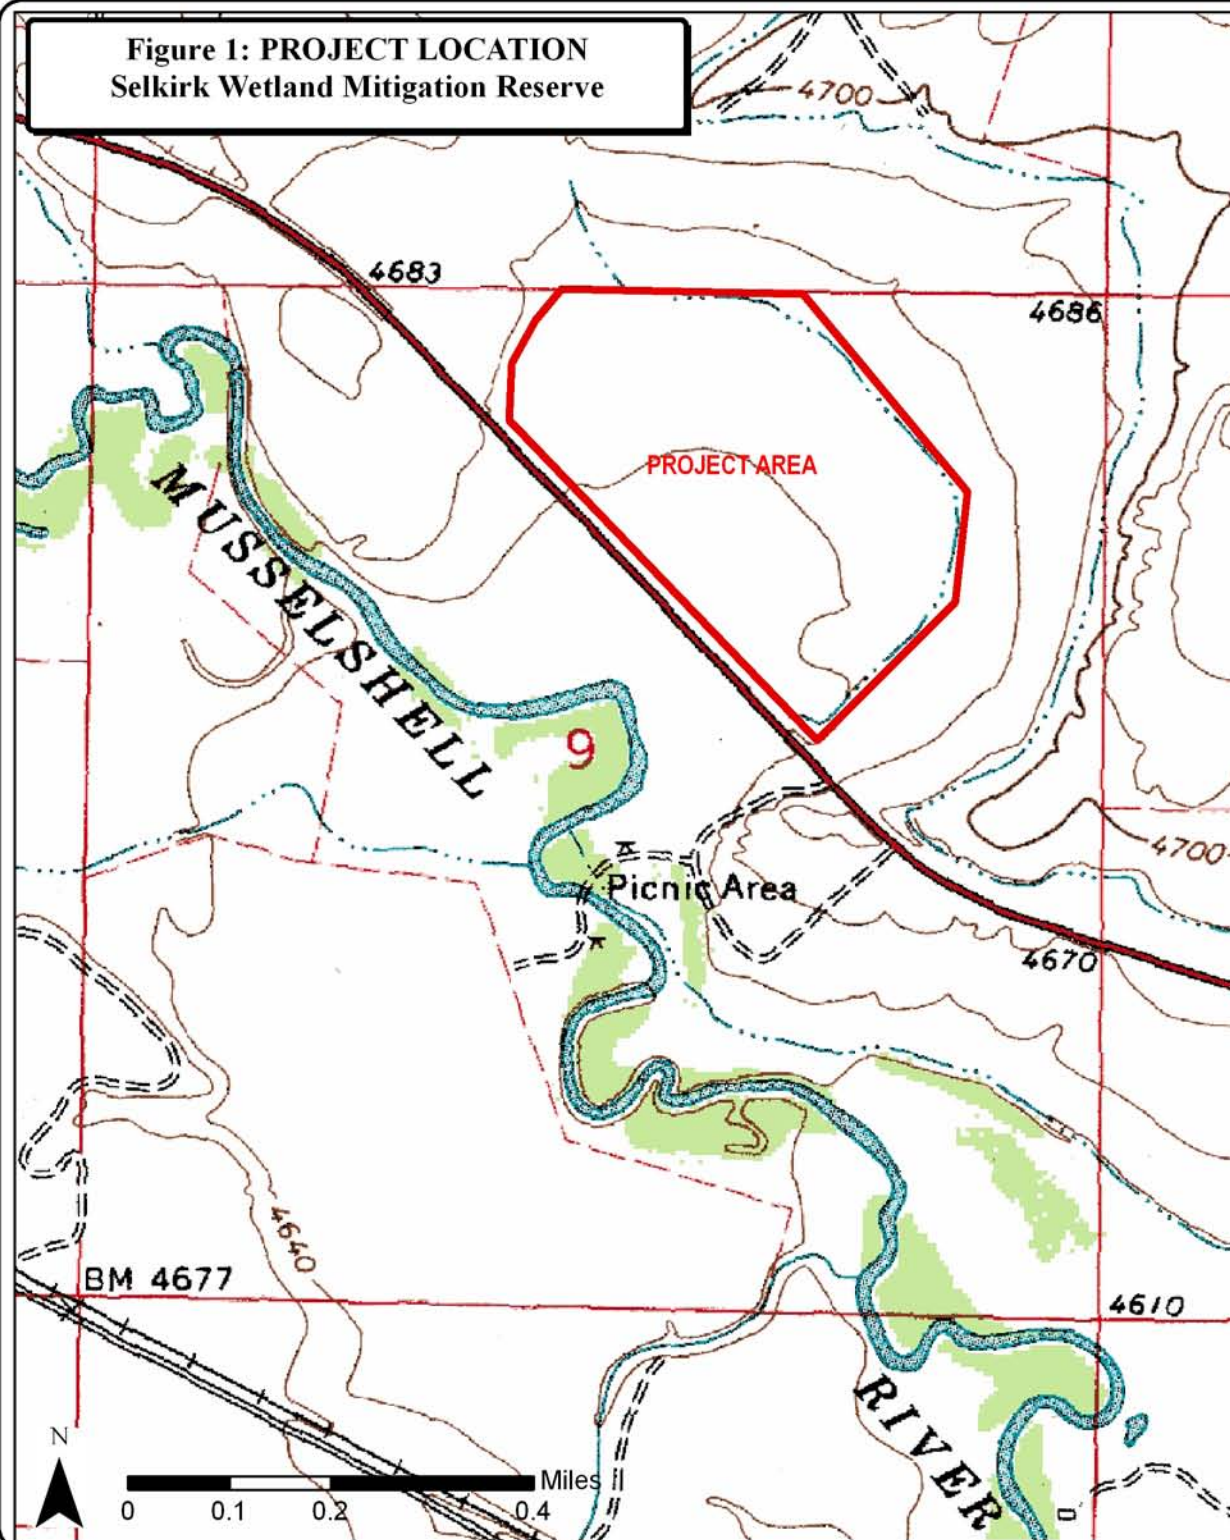 Figure 1: PROJECT LOCATION
Selkirk Wetland Mitigation Reserve
4700
4683
4686
PROJECT AREA
MUSSELSHELL
9
4700
Picnic Area
4670
4640
BM 4677
4610
RIVER
N
Miles
0 0.1 0.2 0.4